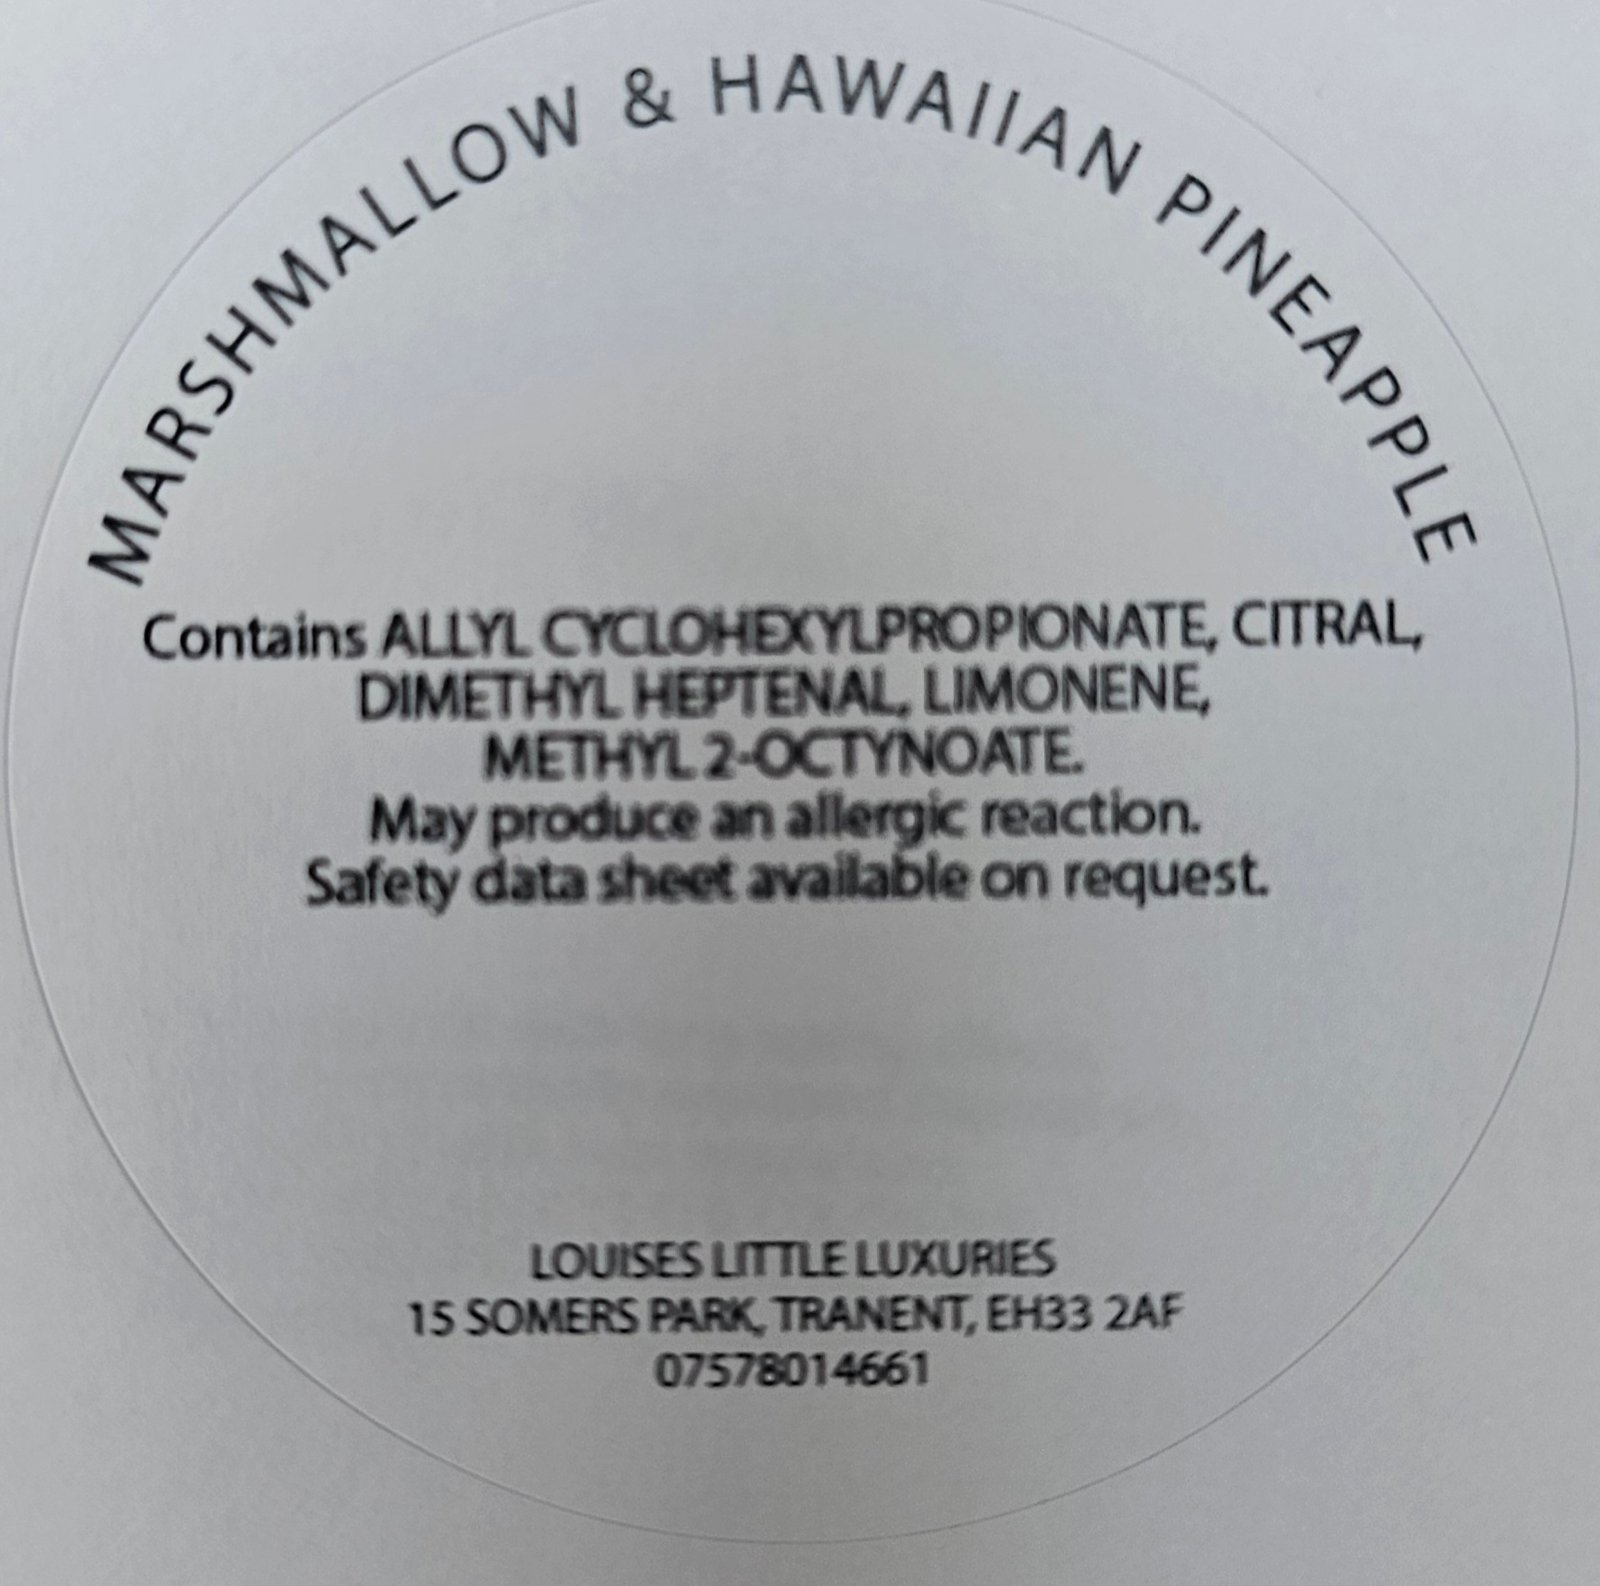 MARSHMALLOW & HAWAIIAN PINEAPPLE
Contains ALLYL CYCLOHEXYLPROPIONATE, CITRAL,
DIMETHYL HEPTENAL, LIMONENE,
METHYL 2-OCTYNOATE.
May produce an allergic reaction.
Safety data sheet available on request.
LOUISES LITTLE LUXURIES
15 SOMERS PARK, TRANENT, EH33 2AF
07578014661